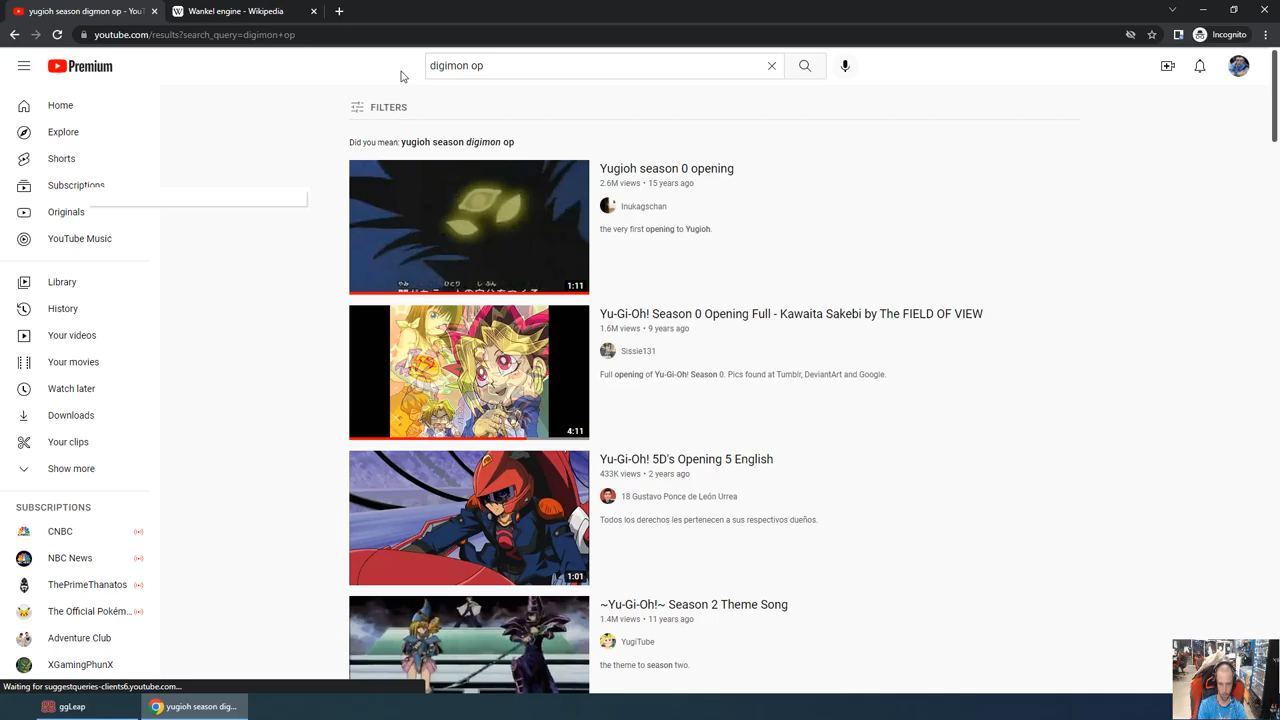 yugioh season digimon op - YouT
Wankel engine - Wikipedia
youtube.com/results?search_query=digimon+op
Incognito
Premium
digimon op
Home
Explore
Shorts
Subscriptions
Originals
YouTube Music
Library
History
Your videos
Your movies
Watch later
Downloads
Your clips
Show more
SUBSCRIPTIONS
CNBC
NBC News
ThePrimeThanatos
The Official Pokém...
Adventure Club
XGamingPhunX
FILTERS
Did you mean: yugioh season digimon op
1:11
Yugioh season 0 opening
2.6M views • 15 years ago
Inukagschan
the very first opening to Yugioh.
4:11
Yu-Gi-Oh! Season 0 Opening Full - Kawaita Sakebi by The FIELD OF VIEW
1.6M views • 9 years ago
Sissie131
Full opening of Yu-Gi-Oh! Season 0. Pics found at Tumblr, DeviantArt and Google.
1:01
Yu-Gi-Oh! 5D's Opening 5 English
433K views • 2 years ago
18 Gustavo Ponce de León Urrea
Todos los derechos les pertenecen a sus respectivos dueños.
~Yu-Gi-Oh!~ Season 2 Theme Song
1.4M views • 11 years ago
YugiTube
the theme to season two.
Waiting for suggestqueries-clients6.youtube.com...
ggLeap
yugioh season dig...